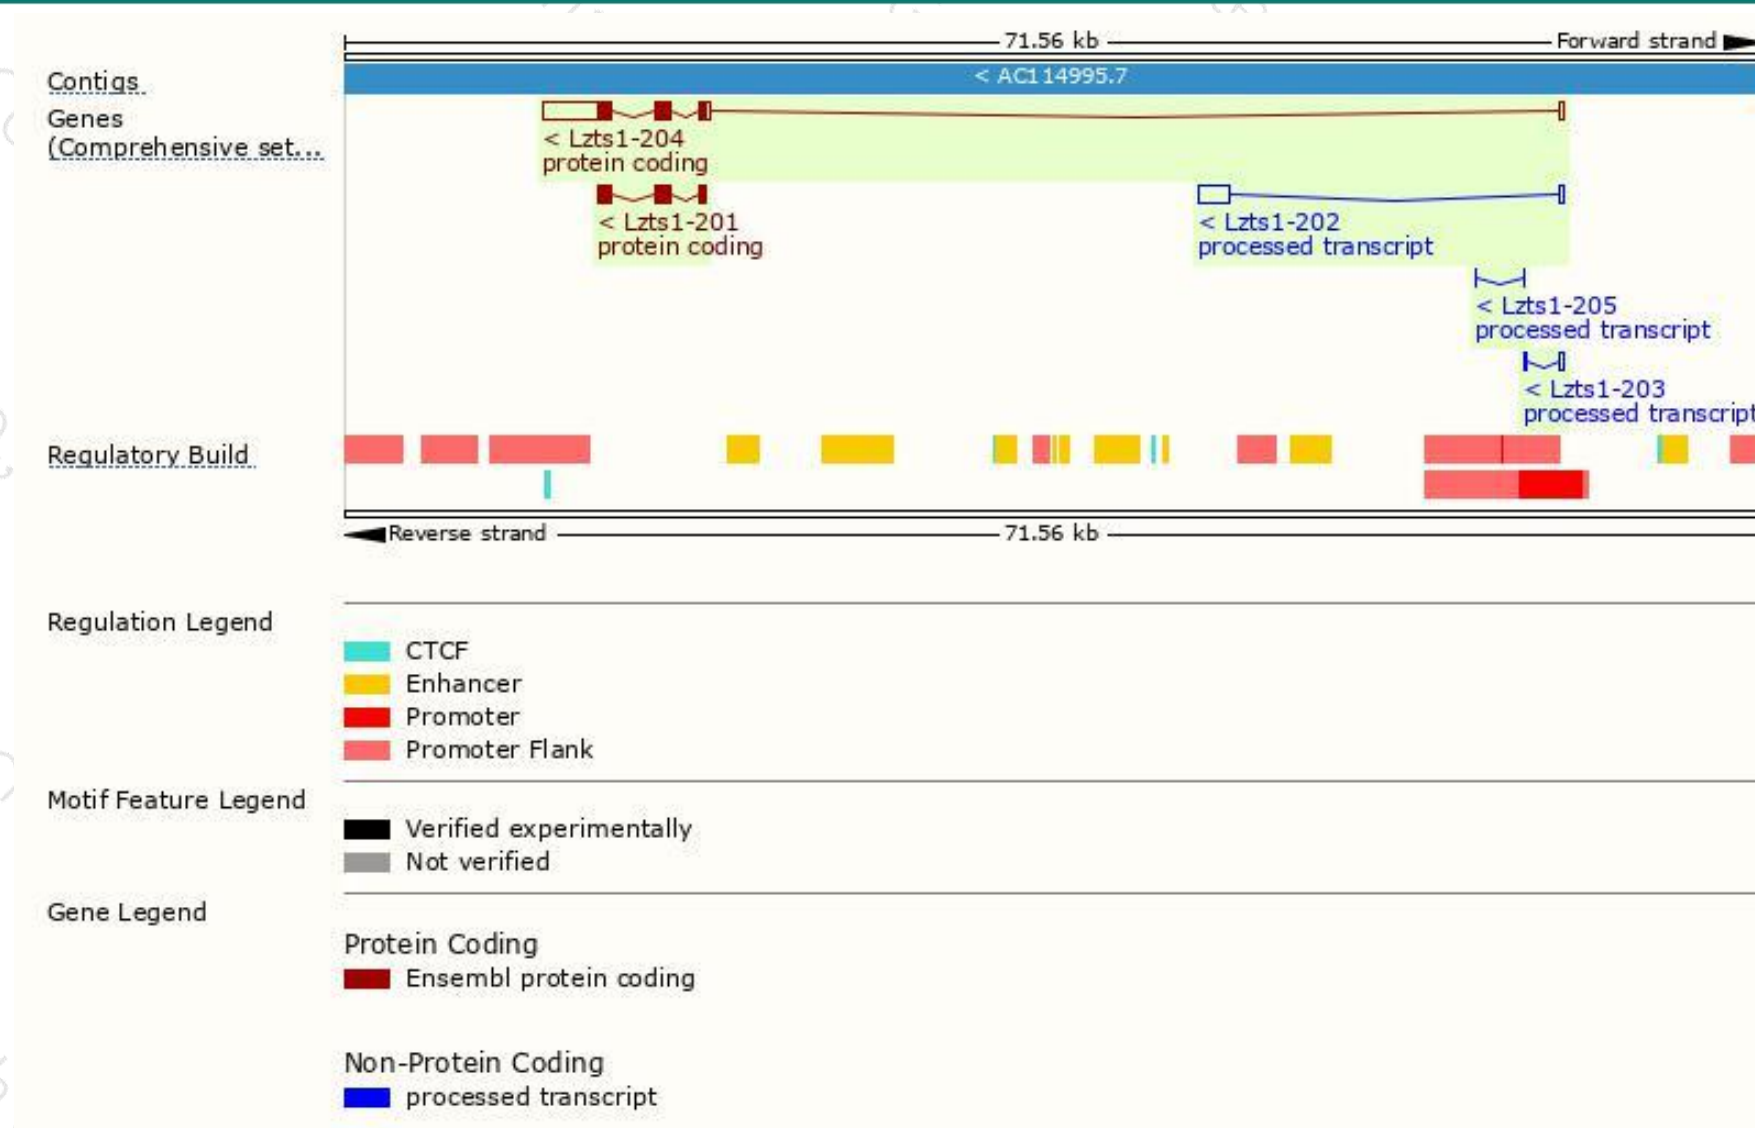 71.56 kb
Forward strand
Contigs
< AC114995.7
Genes
(Comprehensive set...
< Lzts1-204
protein coding
< Lzts1-201
protein coding
< Lzts1-202
processed transcript
< Lzts1-205
processed transcript
< Lzts1-203
processed transcript
Regulatory Build
Reverse strand
71.56 kb
Regulation Legend
CTCF
Enhancer
Promoter
Promoter Flank
Motif Feature Legend
Verified experimentally
Not verified
Gene Legend
Protein Coding
Ensembl protein coding
Non-Protein Coding
processed transcript